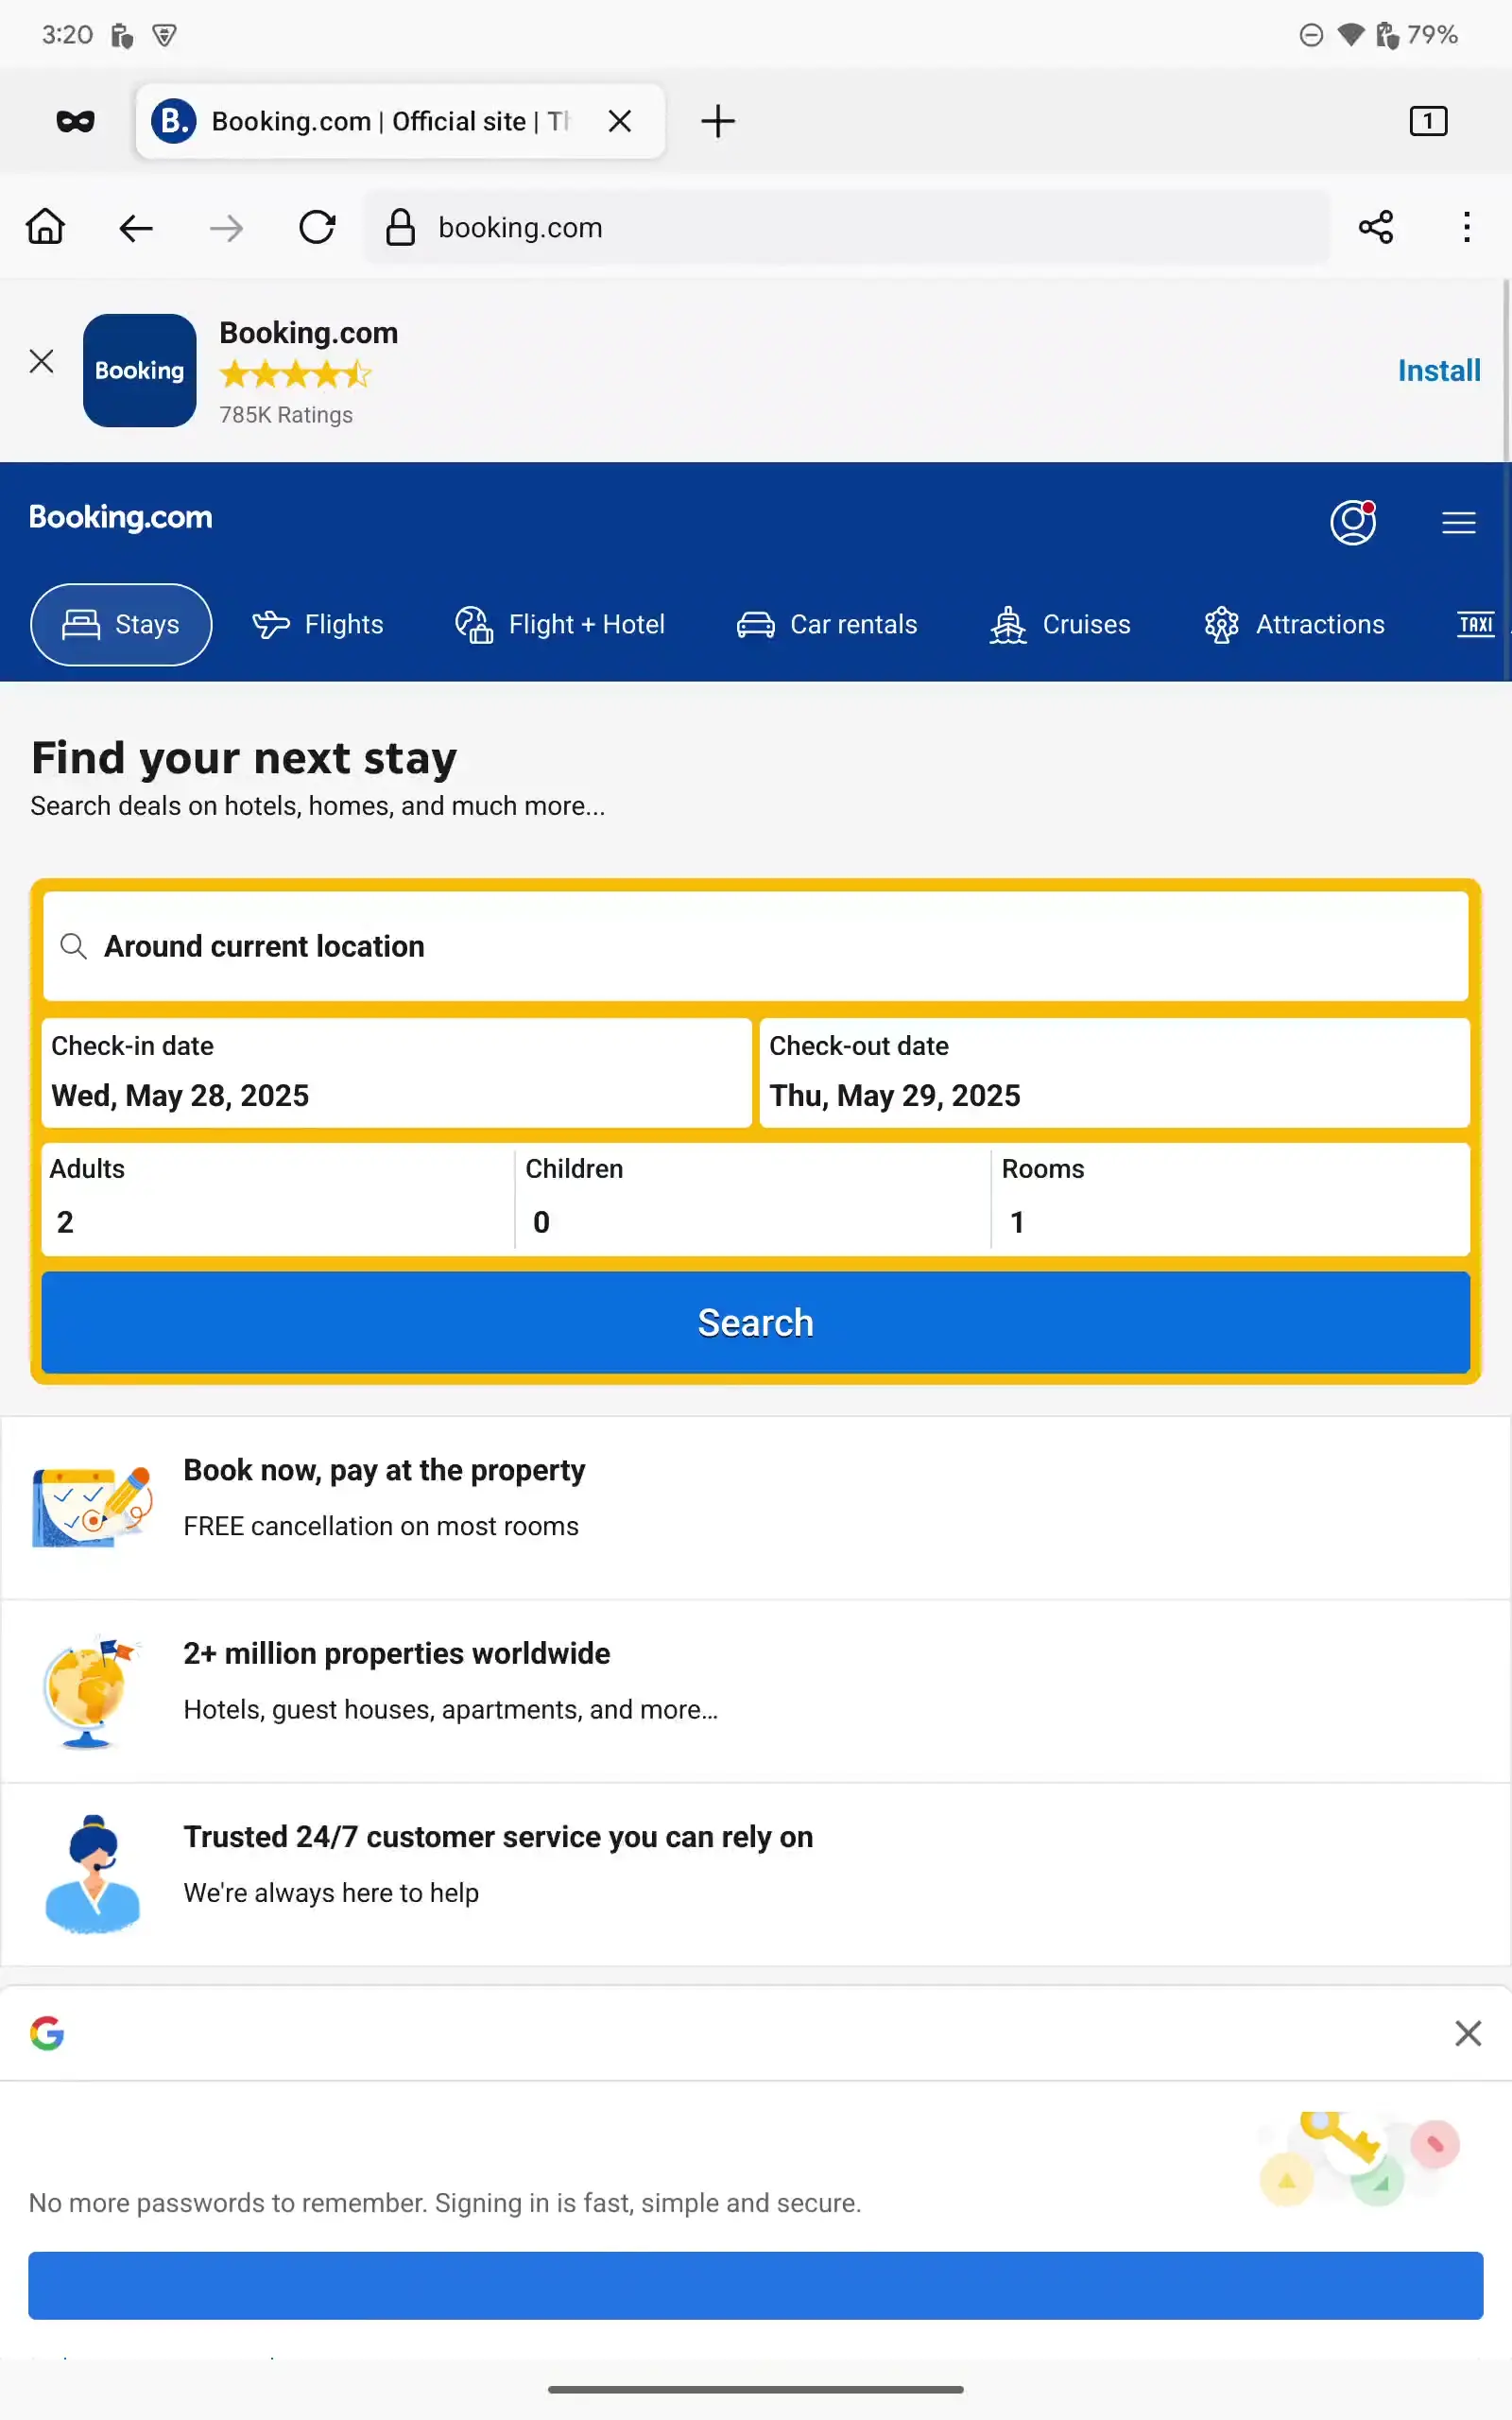 3:20
79%
B. Booking.com | Official site | Th
1
booking.com
Booking
Booking.com
785K Ratings
Install
Booking.com
Stays
Flights
Flight + Hotel
Car rentals
Cruises
Attractions
TAXI
Find your next stay
Search deals on hotels, homes, and much more...
Around current location
Check-in date
Wed, May 28, 2025
Check-out date
Thu, May 29, 2025
Adults
2
Children
0
Rooms
1
Search
Book now, pay at the property
FREE cancellation on most rooms
2+ million properties worldwide
Hotels, guest houses, apartments, and more…
Trusted 24/7 customer service you can rely on
We're always here to help
G
No more passwords to remember. Signing in is fast, simple and secure.